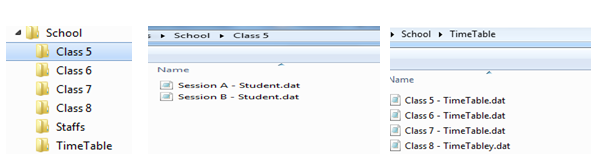 School
Class 5
Class 6
Class 7
Class 8
Staffs
TimeTable
School ▸ Class 5
Name
Session A - Student.dat
Session B - Student.dat
School ▸ TimeTable
Name
Class 5 - TimeTable.dat
Class 6 - TimeTable.dat
Class 7 - TimeTable.dat
Class 8 - TimeTabley.dat